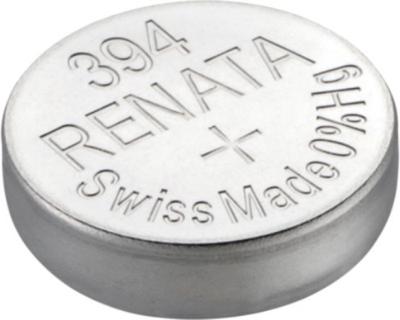 394
RENATA
+
Swiss Made 0%Hg